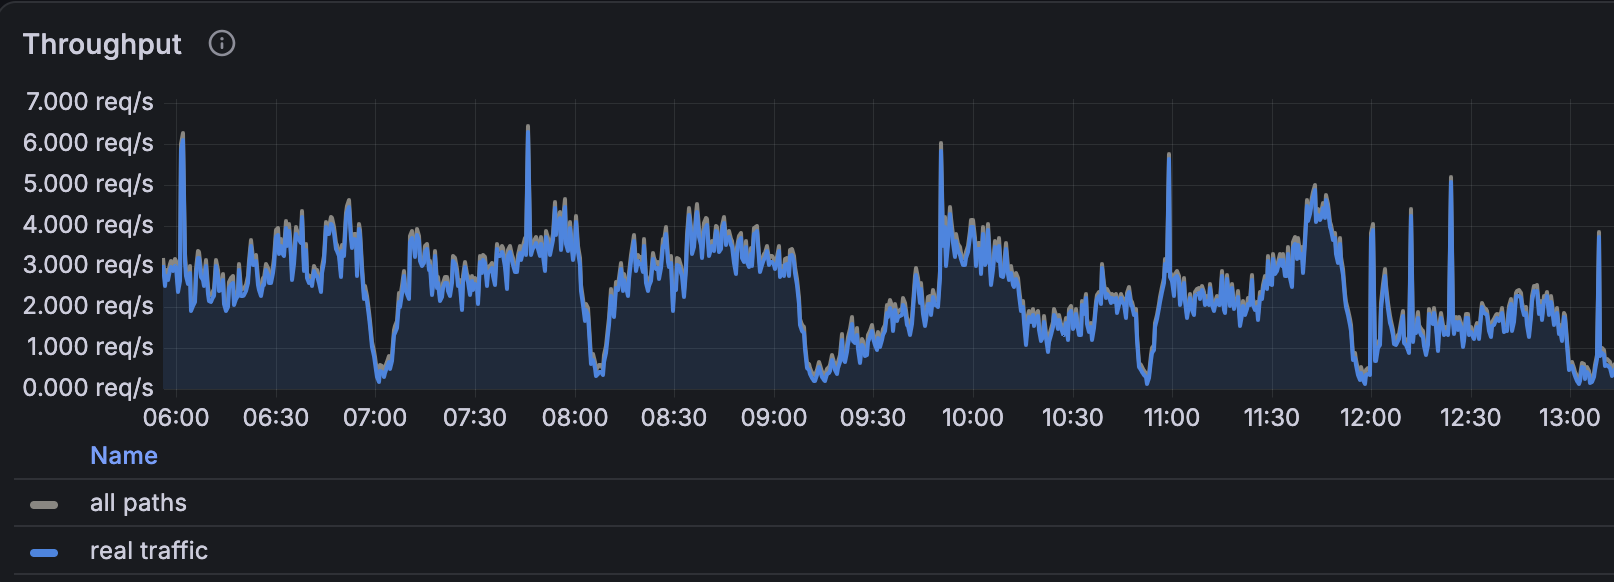 Throughput
7.000 req/s
6.000 req/s
5.000 req/s
4.000 req/s
3.000 req/s
2.000 req/s
1.000 req/s
0.000 req/s
06:00 06:30 07:00 07:30 08:00 08:30 09:00 09:30 10:00 10:30 11:00 11:30 12:00 12:30 13:00
Name
all paths
real traffic